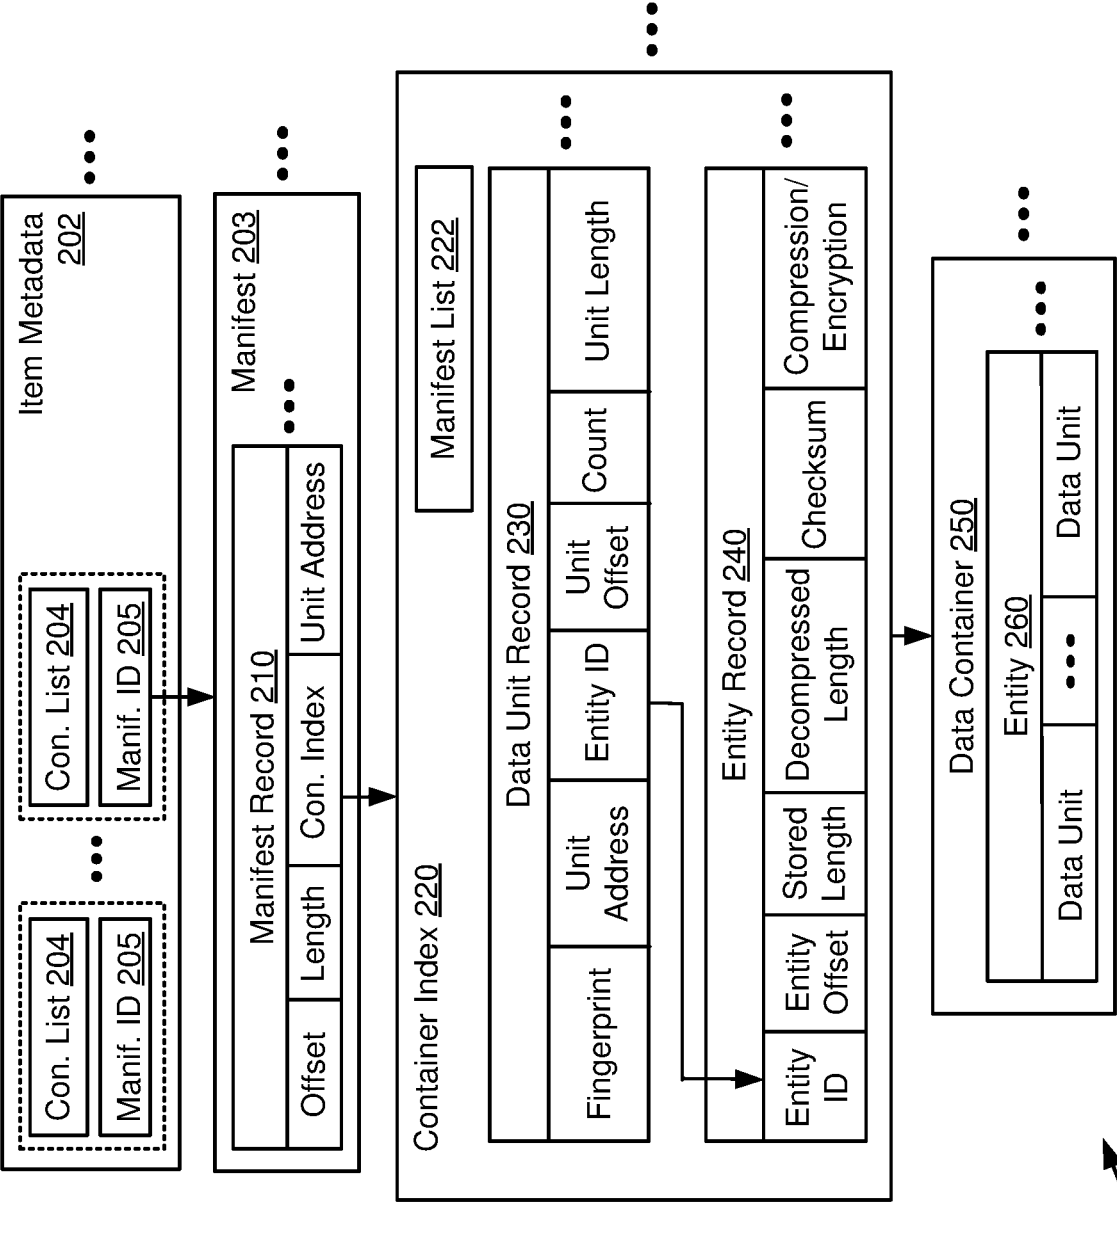 Item Metadata
202
Con. List 204
Manif. ID 205
Con. List 204
Manif. ID 205
Manifest 203
Manifest Record 210
Offset
Length
Con. Index
Unit Address
Container Index 220
Manifest List 222
Data Unit Record 230
Fingerprint
Unit
Address
Entity ID
Unit
Offset
Count
Unit Length
Entity Record 240
Entity
ID
Entity
Offset
Stored
Length
Decompressed
Length
Checksum
Compression/
Encryption
Data Container 250
Entity 260
Data Unit
Data Unit